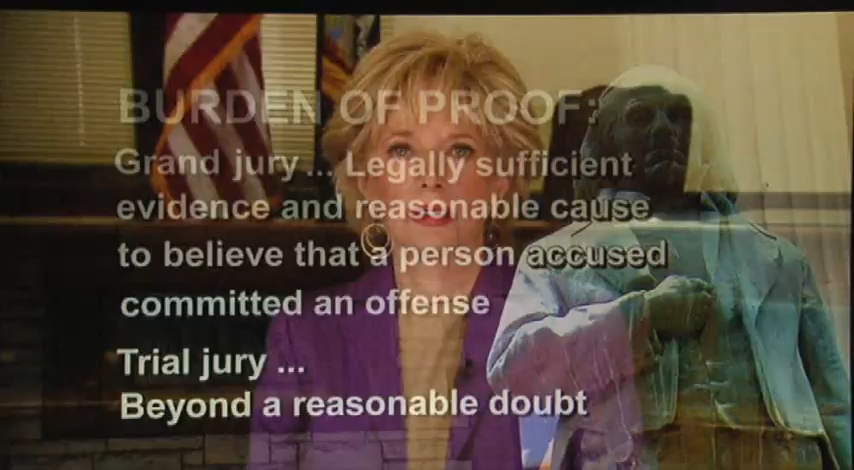 BURDEN OF PROOF:
Grand jury ... Legally sufficient
evidence and reasonable cause
to believe that a person accused
committed an offense
Trial jury ...
Beyond a reasonable doubt